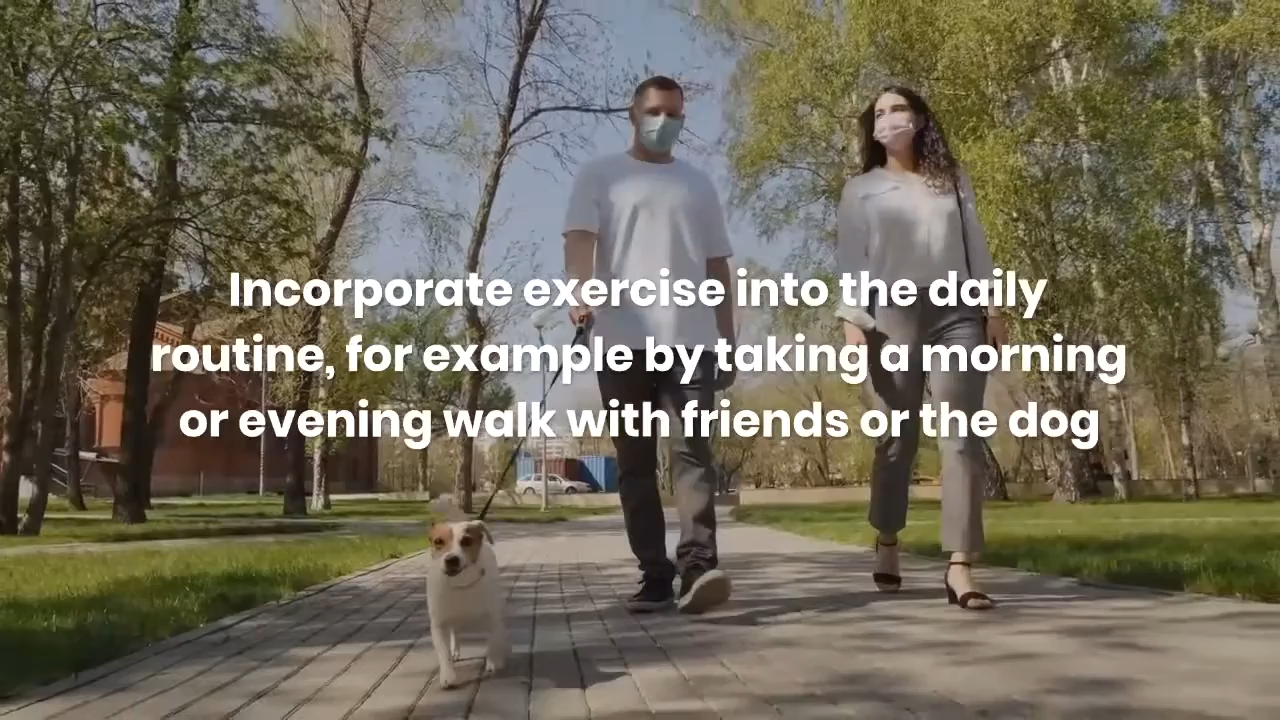 Incorporate exercise into the daily
routine, for example by taking a morning
or evening walk with friends or the dog